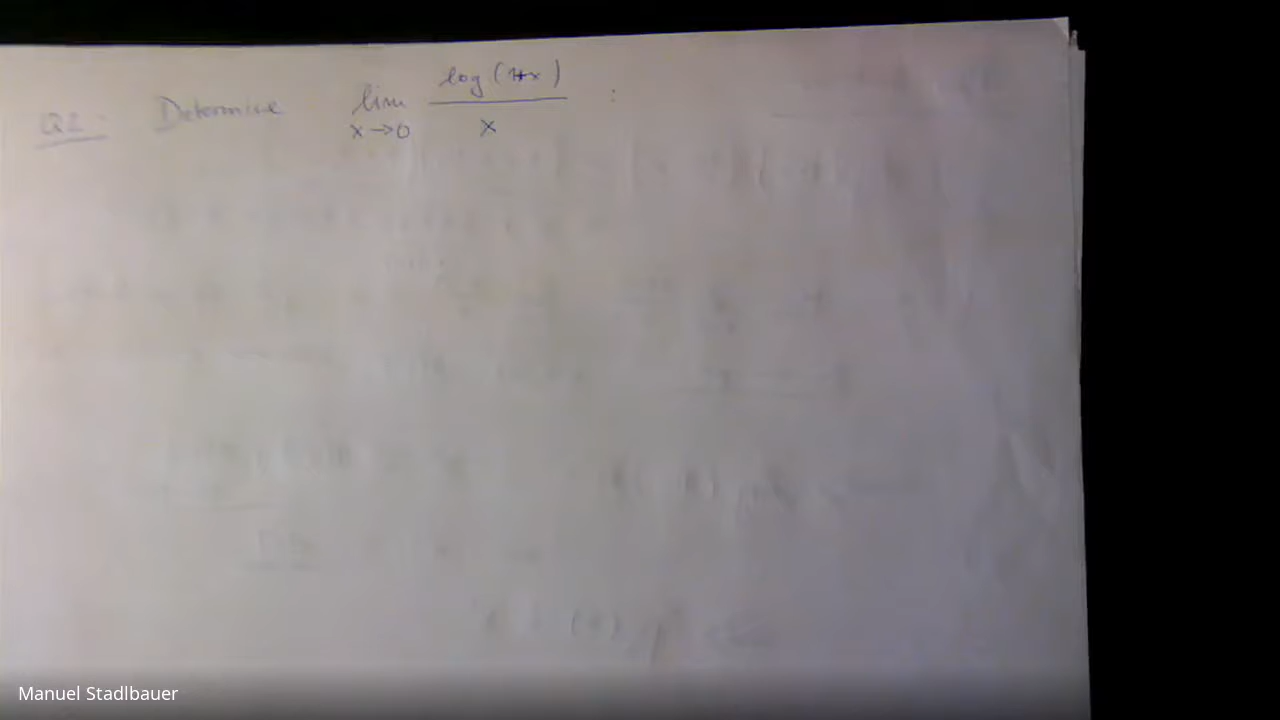 Q2: Determine lim x→0 log(1+x) / x :
Manuel Stadlbauer